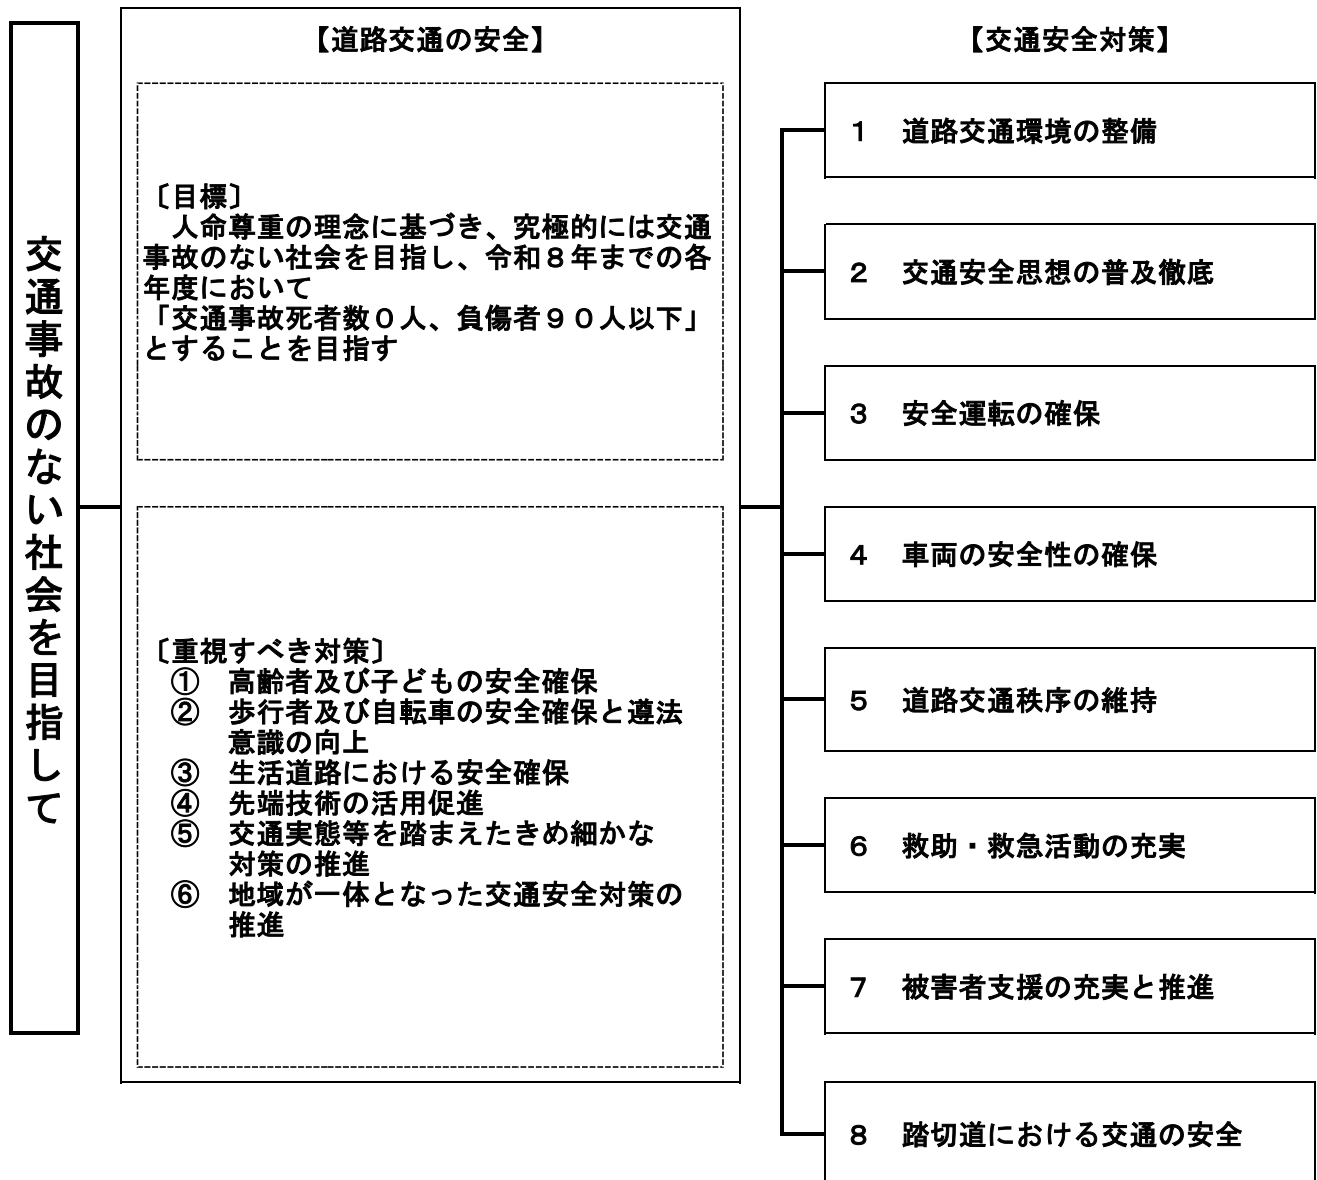 交通事故のない社会を目指して
【道路交通の安全】
〔目標〕
　人命尊重の理念に基づき、究極的には交通
事故のない社会を目指し、令和８年までの各
年度において
「交通事故死者数０人、負傷者９０人以下」
とすることを目指す
〔重視すべき対策〕
①　高齢者及び子どもの安全確保
②　歩行者及び自転車の安全確保と遵法
意識の向上
③　生活道路における安全確保
④　先端技術の活用促進
⑤　交通実態等を踏まえたきめ細かな
対策の推進
⑥　地域が一体となった交通安全対策の
推進
【交通安全対策】
１　道路交通環境の整備
２　交通安全思想の普及徹底
３　安全運転の確保
４　車両の安全性の確保
５　道路交通秩序の維持
６　救助・救急活動の充実
７　被害者支援の充実と推進
８　踏切道における交通の安全